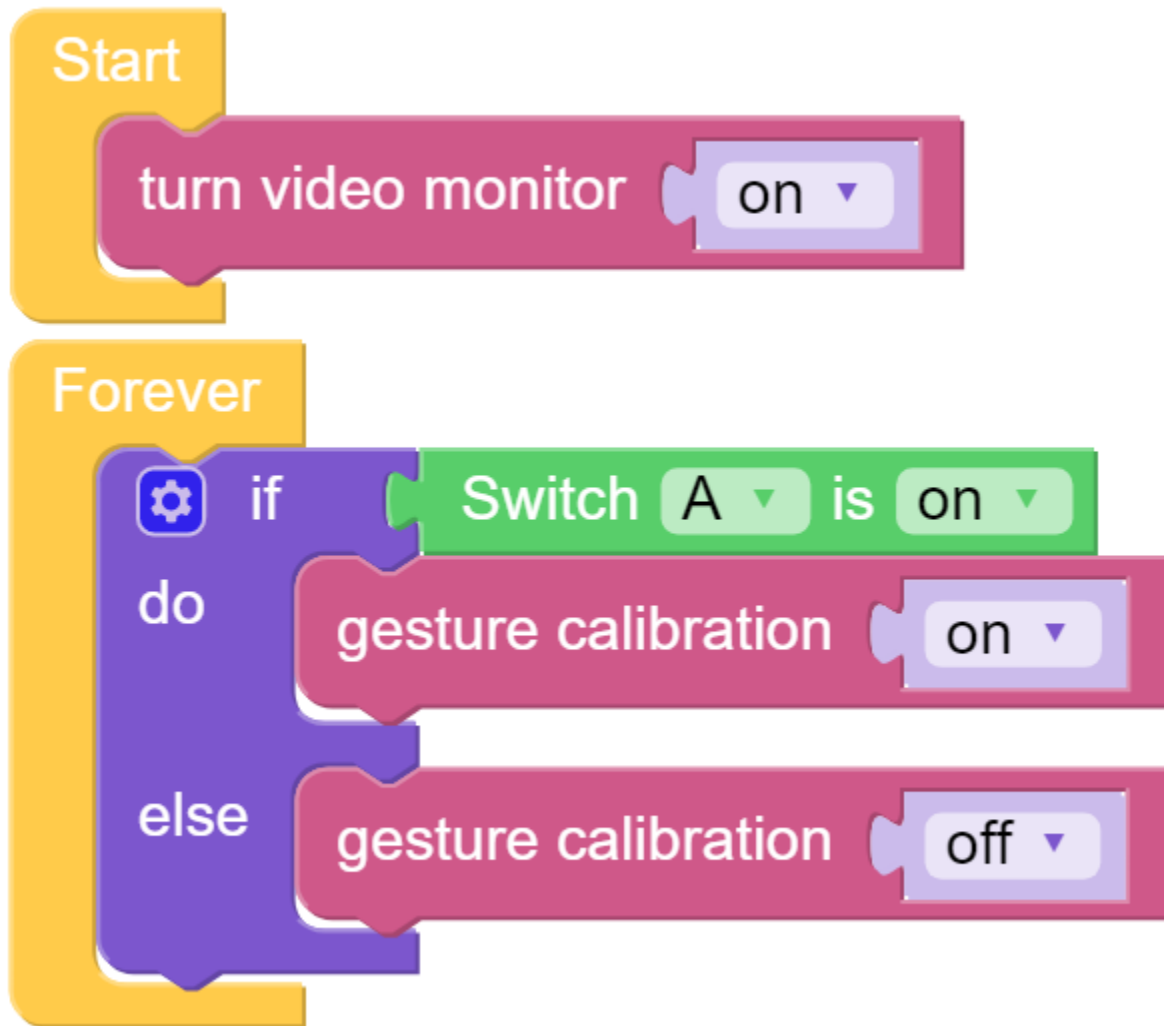 Start
turn video monitor on
Forever
if Switch A is on
do gesture calibration on
else gesture calibration off